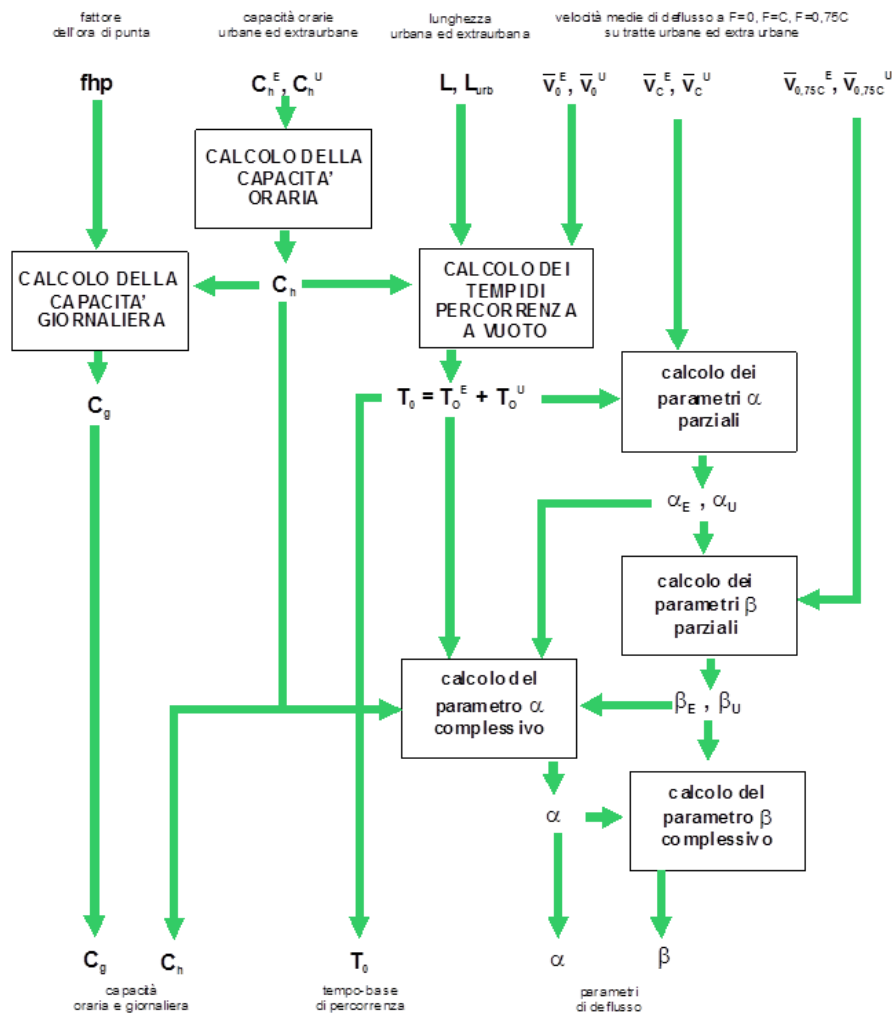 fattore
dell'ora di punta
capacità orarie
urbane ed extraurbane
lunghezza
urbana ed extraurbana
velocità medie di deflusso a F=0, F=C, F=0,75C
su tratte urbane ed extra urbane
fhp
C_h^E, C_h^U
L, L_urb
V̅_0^E, V̅_0^U
V̅_C^E, V̅_C^U
V̅_0,75C^E, V̅_0,75C^U
CALCOLO DELLA
CAPACITA'
ORARIA
CALCOLO DELLA
CAPACITA'
GIORNALIERA
C_h
CALCOLO DEI
TEMPI DI
PERCORRENZA
A VUOTO
calcolo dei
parametri α
parziali
C_g
T_0 = T_O^E + T_O^U
α_E , α_U
calcolo dei
parametri β
parziali
calcolo del
parametro α
complessivo
β_E , β_U
calcolo del
parametro β
complessivo
α
C_g
C_h
T_0
α
β
capacità
oraria e giornaliera
tempo-base
di percorrenza
parametri
di deflusso